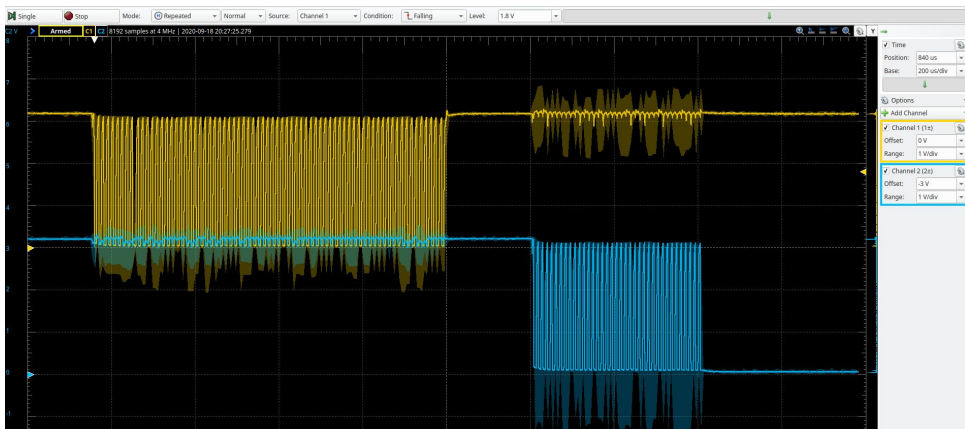 Single Stop Mode: Repeated Normal Source: Channel 1 Condition: Falling Level: 1.8 V
C2 V Armed C1 C2 8192 samples at 4 MHz | 2020-09-18 20:27:25.279 Y
8
7
6
5
4
3
2
1
0
-1
Time
Position: 840 us
Base: 200 us/div
Options
Add Channel
Channel 1 (1±)
Offset: 0 V
Range: 1 V/div
Channel 2 (2±)
Offset: -3 V
Range: 1 V/div